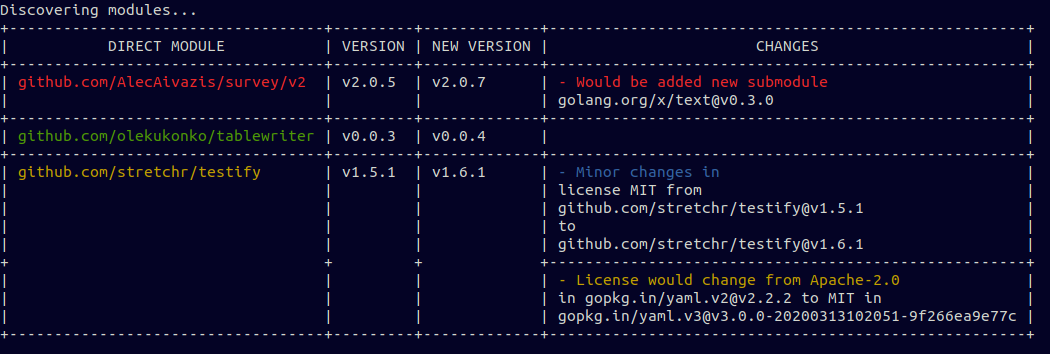 Discovering modules...
DIRECT MODULE | VERSION | NEW VERSION | CHANGES
github.com/AlecAivazis/survey/v2 | v2.0.5 | v2.0.7 | - Would be added new submodule
golang.org/x/text@v0.3.0
github.com/olekukonko/tablewriter | v0.0.3 | v0.0.4 |
github.com/stretchr/testify | v1.5.1 | v1.6.1 | - Minor changes in
license MIT from
github.com/stretchr/testify@v1.5.1
to
github.com/stretchr/testify@v1.6.1
- License would change from Apache-2.0
in gopkg.in/yaml.v2@v2.2.2 to MIT in
gopkg.in/yaml.v3@v3.0.0-20200313102051-9f266ea9e77c